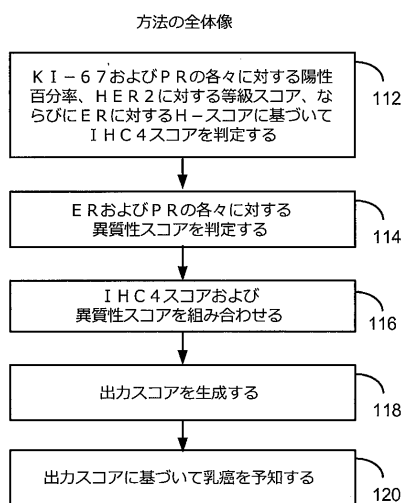 方法の全体像
KI-67およびPRの各々に対する陽性
百分率、HER2に対する等級スコア、な
らびにERに対するH-スコアに基づいて
IHC4スコアを判定する
112
ERおよびPRの各々に対する
異質性スコアを判定する
114
IHC4スコアおよび
異質性スコアを組み合わせる
116
出力スコアを生成する
118
出力スコアに基づいて乳癌を予知する
120